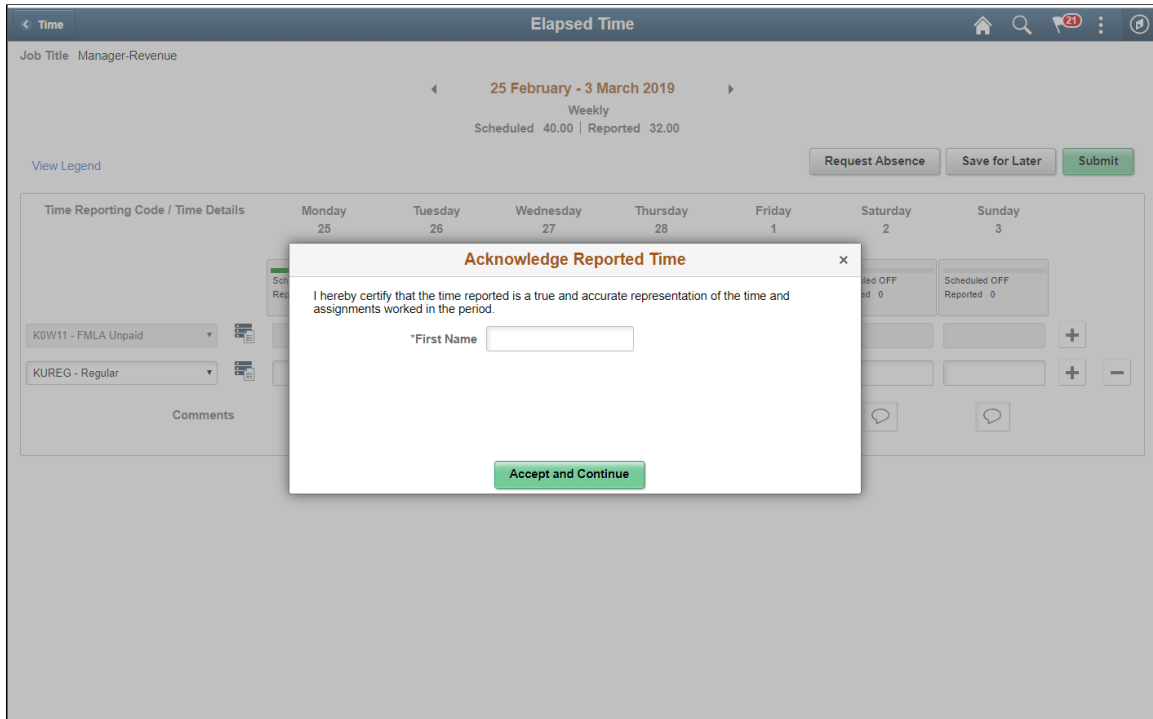 Time
Elapsed Time
21
Job Title Manager-Revenue
25 February - 3 March 2019
Weekly
Scheduled 40.00 | Reported 32.00
View Legend
Request Absence
Save for Later
Submit
Time Reporting Code / Time Details
Monday
25
Tuesday
26
Wednesday
27
Thursday
28
Friday
1
Saturday
2
Sunday
3
Scheduled OFF
Reported 0
Acknowledge Reported Time
×
I hereby certify that the time reported is a true and accurate representation of the time and
assignments worked in the period.
*First Name
Accept and Continue
K0W11 - FMLA Unpaid
KUREG - Regular
Comments